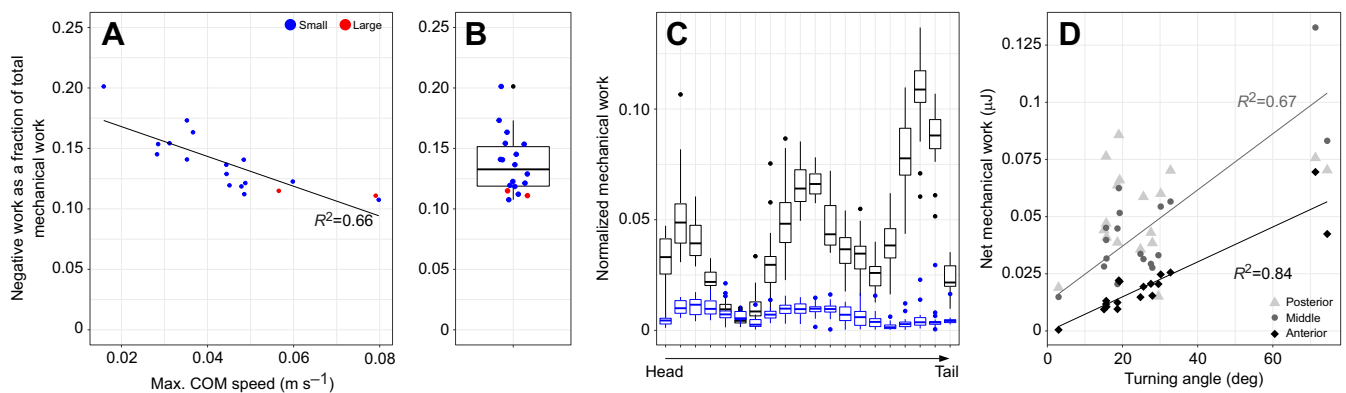 A
Small
Large
Negative work as a fraction of total
mechanical work
0.25
0.20
0.15
0.10
0.05
0
R²=0.66
0.02
0.04
0.06
0.08
Max. COM speed (m s⁻¹)
B
0.25
0.20
0.15
0.10
0.05
0
C
Normalized mechanical work
0.10
0.05
0
Head
Tail
D
Net mechanical work (µJ)
0.125
0.1
0.075
0.05
0.025
0
R²=0.67
R²=0.84
Posterior
Middle
Anterior
0
20
40
60
Turning angle (deg)